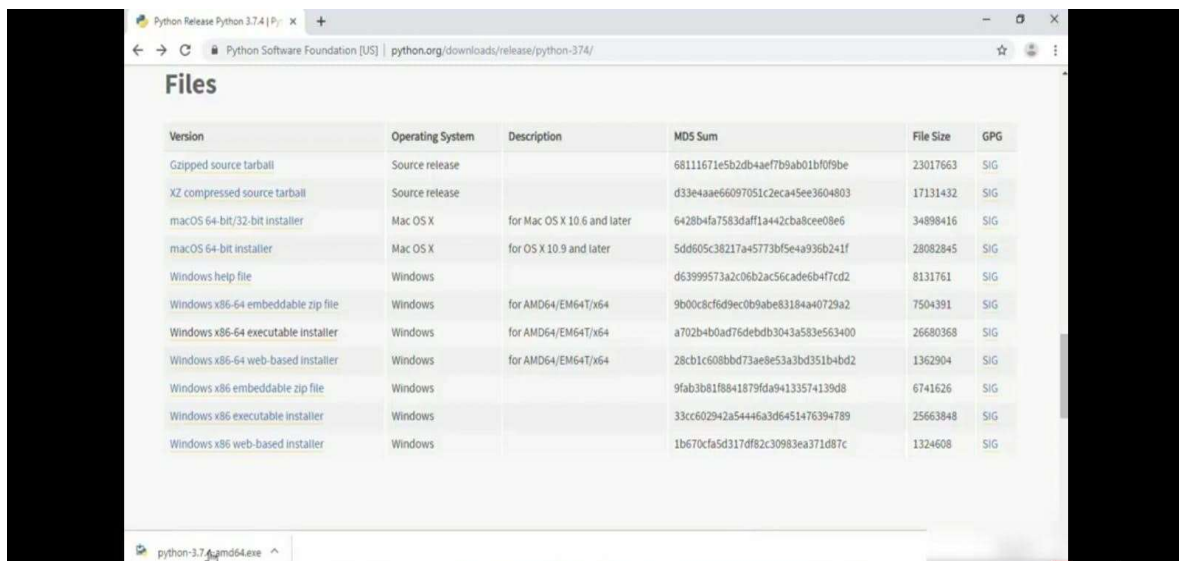 Python Release Python 3.7.4 | Py
Python Software Foundation [US] | python.org/downloads/release/python-374/
Files
Version Operating System Description MD5 Sum File Size GPG
Gzipped source tarball Source release 68111671e5b2db4aef7b9ab01bf0f9be 23017663 SIG
XZ compressed source tarball Source release d33e4aae66097051c2eca45ee3604803 17131432 SIG
macOS 64-bit/32-bit installer Mac OS X for Mac OS X 10.6 and later 6428b4fa7583daff1a442cba8cee08e6 34898416 SIG
macOS 64-bit installer Mac OS X for OS X 10.9 and later 5dd605c38217a45773bf5e4a936b241f 28082845 SIG
Windows help file Windows d63999573a2c06b2ac56cade6b4f7cd2 8131761 SIG
Windows x86-64 embeddable zip file Windows for AMD64/EM64T/x64 9b00c8cf6d9ec0b9abe83184a40729a2 7504391 SIG
Windows x86-64 executable installer Windows for AMD64/EM64T/x64 a702b4b0ad76debdb3043a583e563400 26680368 SIG
Windows x86-64 web-based installer Windows for AMD64/EM64T/x64 28cb1c608bbd73ae8e53a3bd351b4bd2 1362904 SIG
Windows x86 embeddable zip file Windows 9fab3b81f8841879fda94133574139d8 6741626 SIG
Windows x86 executable installer Windows 33cc602942a54446a3d6451476394789 25663848 SIG
Windows x86 web-based installer Windows 1b670cfa5d317df82c30983ea371d87c 1324608 SIG
python-3.7.4-amd64.exe